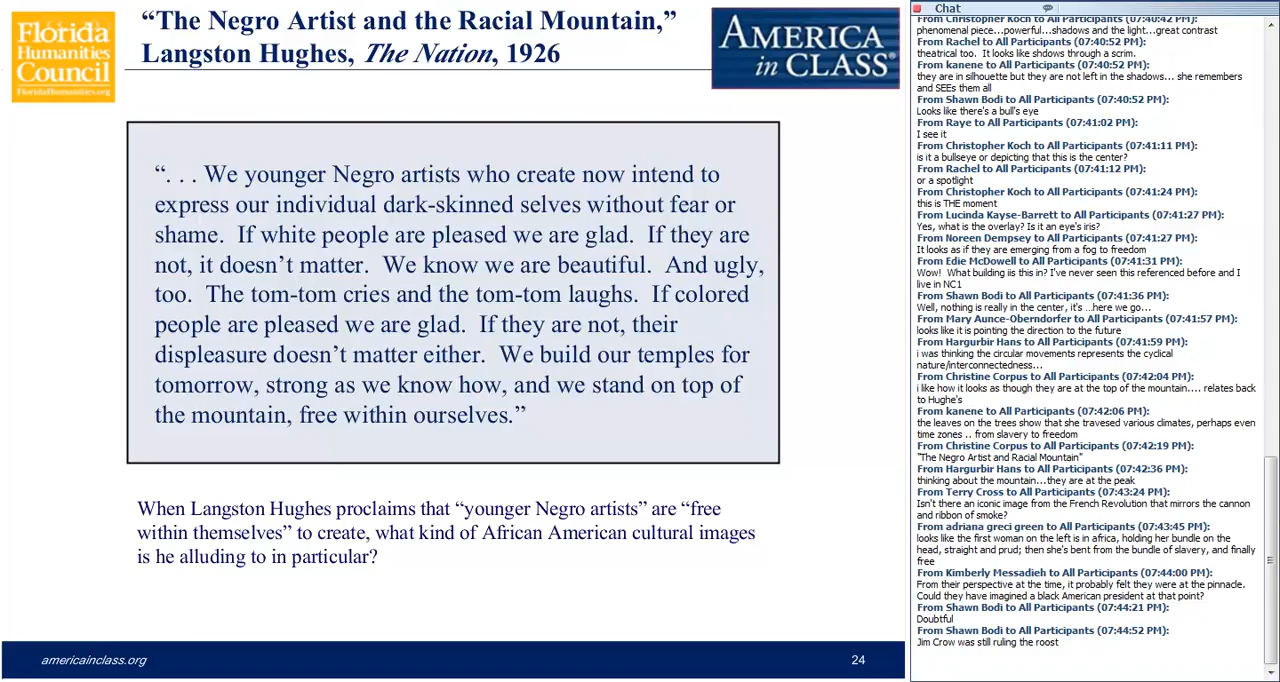 Florida
Humanities
Council
FloridaHumanities.org
“The Negro Artist and the Racial Mountain,”
Langston Hughes, The Nation, 1926
AMERICA
in CLASS®
“. . . We younger Negro artists who create now intend to
express our individual dark-skinned selves without fear or
shame.  If white people are pleased we are glad.  If they are
not, it doesn’t matter.  We know we are beautiful.  And ugly,
too.  The tom-tom cries and the tom-tom laughs.  If colored
people are pleased we are glad.  If they are not, their
displeasure doesn’t matter either.  We build our temples for
tomorrow, strong as we know how, and we stand on top of
the mountain, free within ourselves.”
When Langston Hughes proclaims that “younger Negro artists” are “free
within themselves” to create, what kind of African American cultural images
is he alluding to in particular?
americainclass.org
24
Chat
From Christopher Koch to All Participants (07:40:42 PM):
phenomenal piece...powerful...shadows and the light...great contrast
From Rachel to All Participants (07:40:52 PM):
theatrical too.  It looks like shdows through a scrim.
From kanene to All Participants (07:40:52 PM):
they are in silhouette but they are not left in the shadows... she remembers
and SEEs them all
From Shawn Bodi to All Participants (07:40:52 PM):
Looks like there's a bull's eye
From Raye to All Participants (07:41:02 PM):
I see it
From Christopher Koch to All Participants (07:41:11 PM):
is it a bullseye or depicting that this is the center?
From Rachel to All Participants (07:41:12 PM):
or a spotlight
From Christopher Koch to All Participants (07:41:24 PM):
this is THE moment
From Lucinda Kayse-Barrett to All Participants (07:41:27 PM):
Yes, what is the overlay? Is it an eye's iris?
From Noreen Dempsey to All Participants (07:41:27 PM):
It looks as if they are emerging from a fog to freedom
From Edie McDowell to All Participants (07:41:31 PM):
Wow!  What building iis this in? I've never seen this referenced before and I
live in NC1
From Shawn Bodi to All Participants (07:41:36 PM):
Well, nothing is really in the center, it's ...here we go...
From Mary Aunce-Oberndorfer to All Participants (07:41:57 PM):
looks like it is pointing the direction to the future
From Hargurbir Hans to All Participants (07:41:59 PM):
i was thinking the circular movements represents the cyclical
nature/interconnectedness...
From Christine Corpus to All Participants (07:42:04 PM):
i like how it looks as though they are at the top of the mountain.... relates back
to Hughe's
From kanene to All Participants (07:42:06 PM):
the leaves on the trees show that she travesed various climates, perhaps even
time zones .. from slavery to freedom
From Christine Corpus to All Participants (07:42:19 PM):
"The Negro Artist and Racial Mountain"
From Hargurbir Hans to All Participants (07:42:36 PM):
thinking about the mountain...they are at the peak
From Terry Cross to All Participants (07:43:24 PM):
Isn't there an iconic image from the French Revolution that mirrors the cannon
and ribbon of smoke?
From adriana greci green to All Participants (07:43:45 PM):
looks like the first woman on the left is in africa, holding her bundle on the
head, straight and prud; then she's bent from the bundle of slavery, and finally
free
From Kimberly Messadieh to All Participants (07:44:00 PM):
From their perspective at the time, it probably felt they were at the pinnacle.
Could they have imagined a black American president at that point?
From Shawn Bodi to All Participants (07:44:21 PM):
Doubtful
From Shawn Bodi to All Participants (07:44:52 PM):
Jim Crow was still ruling the roost